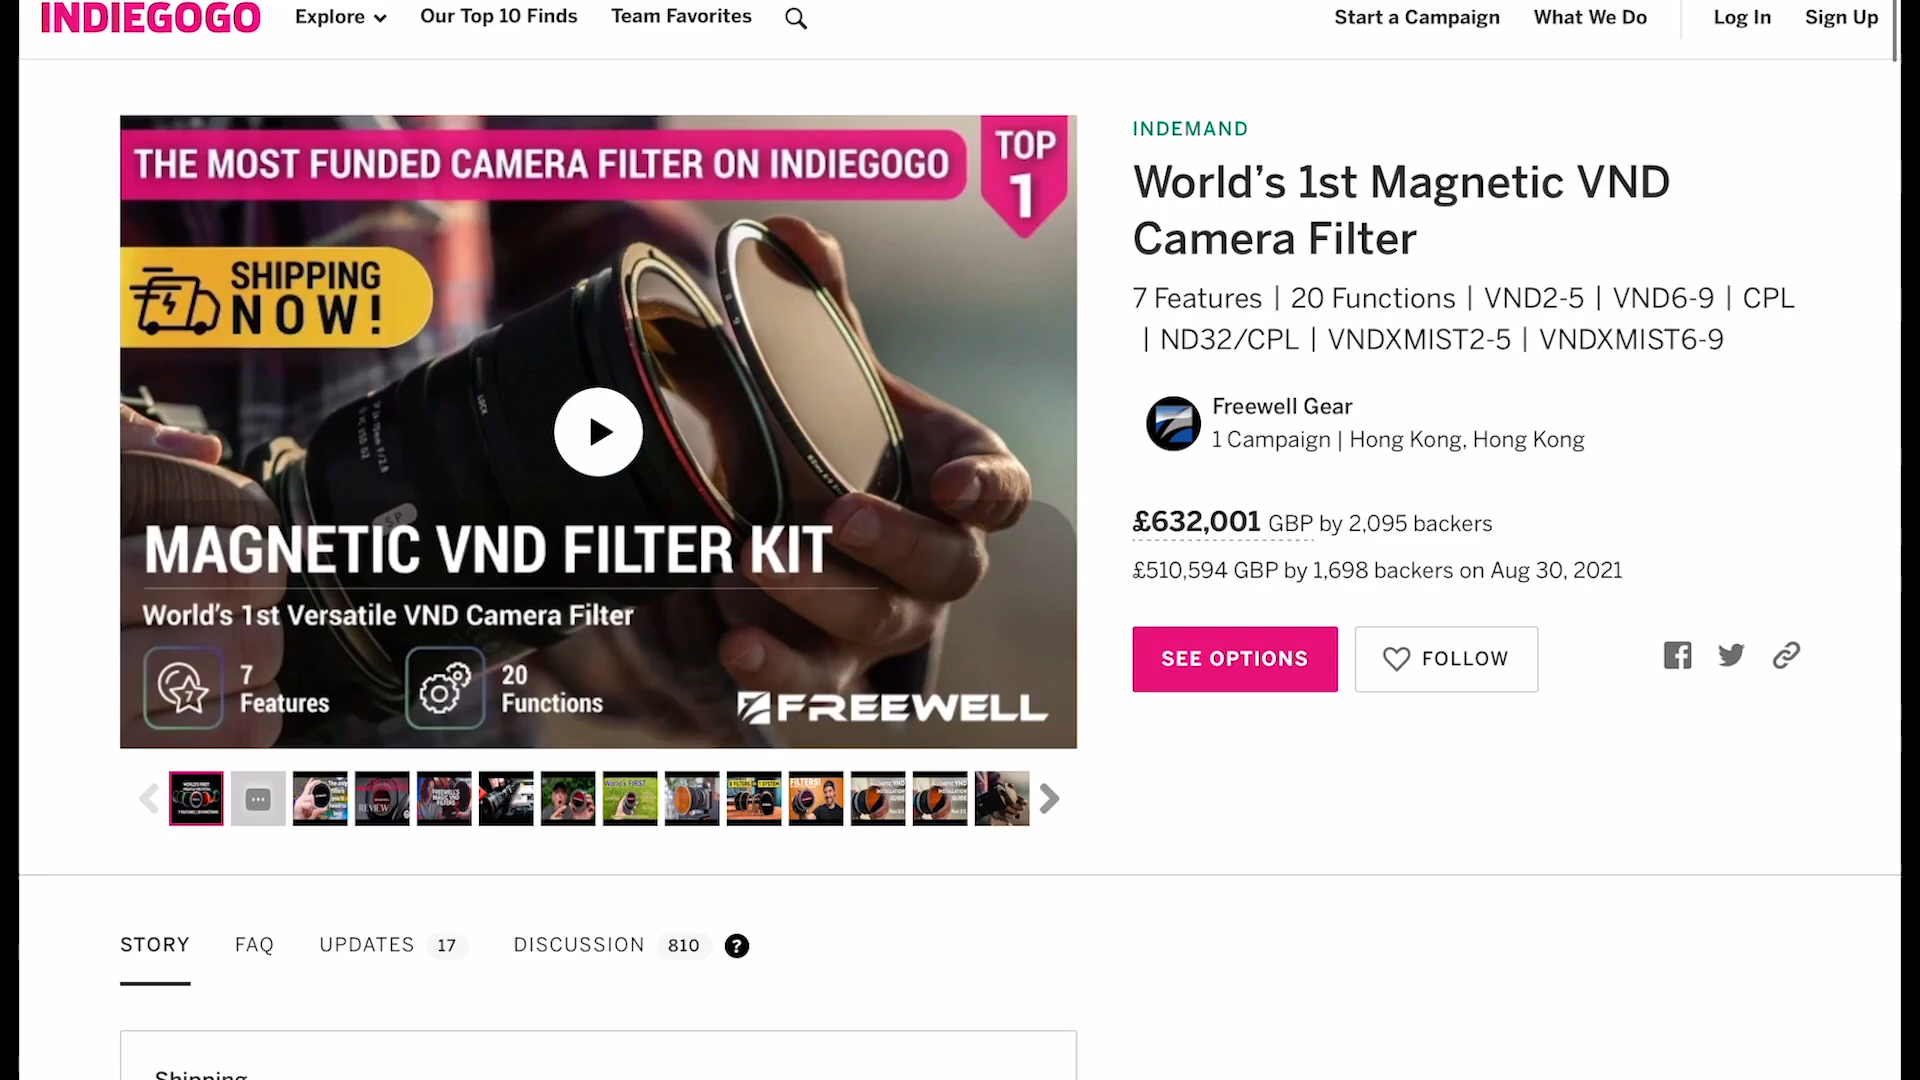 INDIEGOGO Explore Our Top 10 Finds Team Favorites Start a Campaign What We Do Log In Sign Up
THE MOST FUNDED CAMERA FILTER ON INDIEGOGO
TOP
1
SHIPPING
NOW!
LOCK
MAGNETIC VND FILTER KIT
World's 1st Versatile VND Camera Filter
7
7
Features
20
Functions
FREEWELL
INDEMAND
World’s 1st Magnetic VND
Camera Filter
7 Features | 20 Functions | VND2-5 | VND6-9 | CPL
| ND32/CPL | VNDXMIST2-5 | VNDXMIST6-9
Freewell Gear
1 Campaign | Hong Kong, Hong Kong
£632,001 GBP by 2,095 backers
£510,594 GBP by 1,698 backers on Aug 30, 2021
SEE OPTIONS
FOLLOW
STORY FAQ UPDATES 17 DISCUSSION 810 ?
Shipping